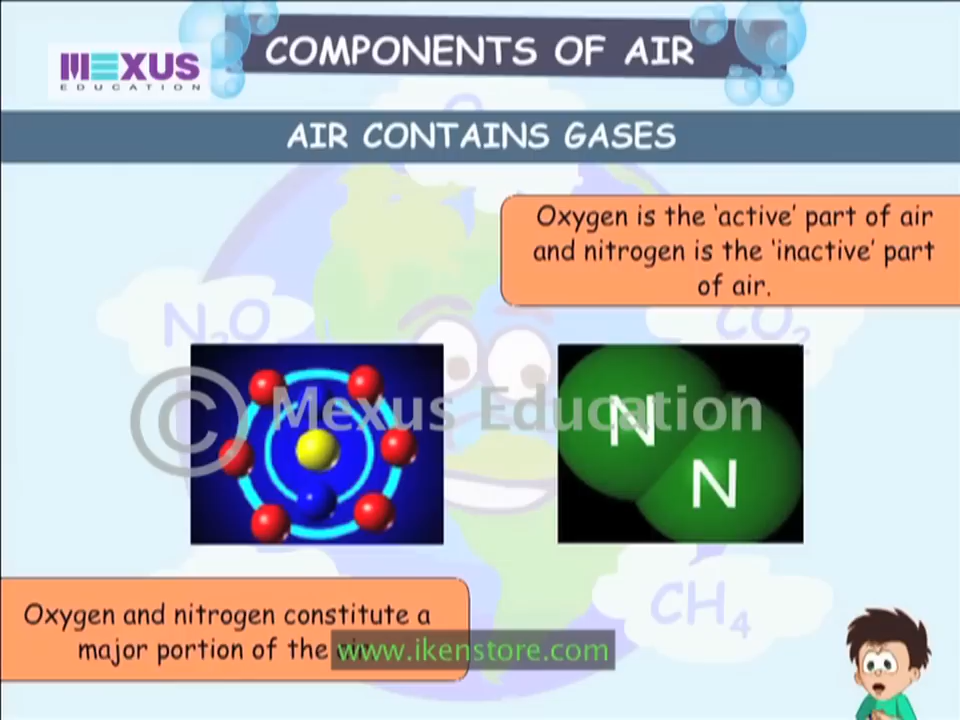 COMPONENTS OF AIR
MEXUS
EDUCATION
AIR CONTAINS GASES
Oxygen is the 'active' part of air
and nitrogen is the 'inactive' part
of air.
N₂O
CO₂
© Mexus Education
N
N
CH₄
Oxygen and nitrogen constitute a
major portion of the
www.ikenstore.com